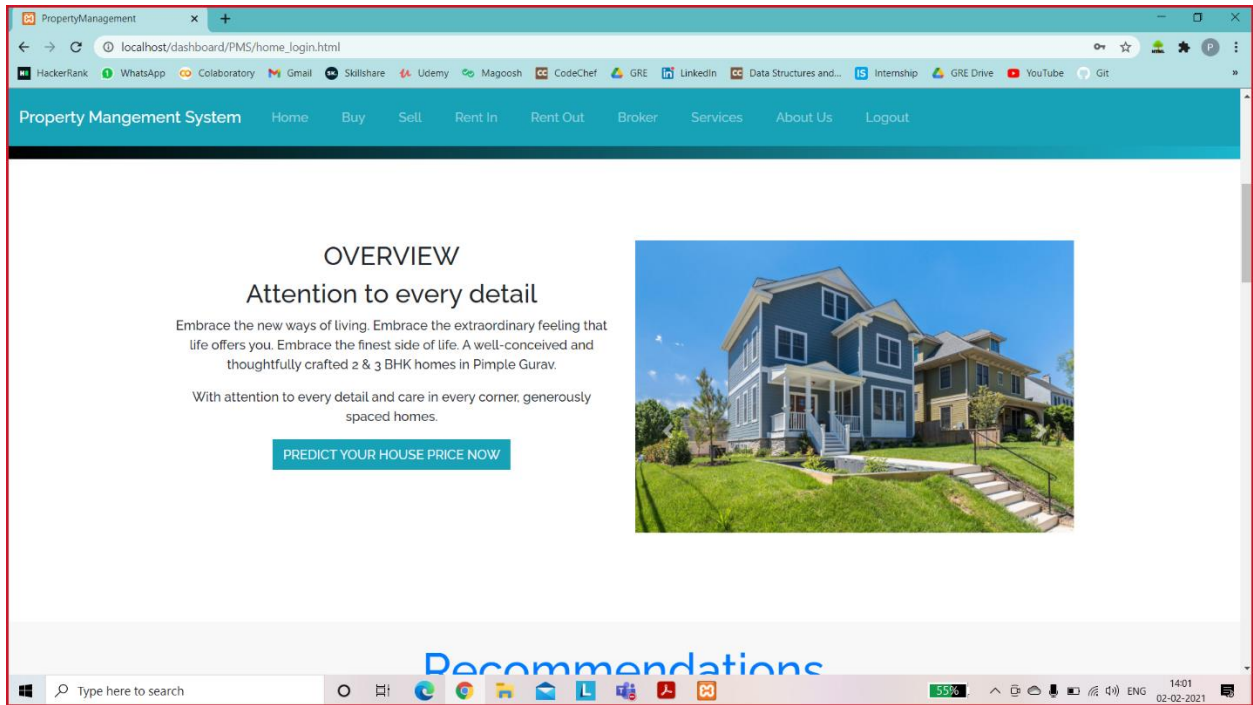 PropertyManagement
localhost/dashboard/PMS/home_login.html
HackerRank WhatsApp Colaboratory Gmail Skillshare Udemy Magoosh CodeChef GRE LinkedIn Data Structures and... Internship GRE Drive YouTube Git
Property Mangement System Home Buy Sell Rent In Rent Out Broker Services About Us Logout
OVERVIEW
Attention to every detail
Embrace the new ways of living. Embrace the extraordinary feeling that
life offers you. Embrace the finest side of life. A well-conceived and
thoughtfully crafted 2 & 3 BHK homes in Pimple Gurav.
With attention to every detail and care in every corner, generously
spaced homes.
PREDICT YOUR HOUSE PRICE NOW
Recommendations
Type here to search
55%
ENG
14:01
02-02-2021